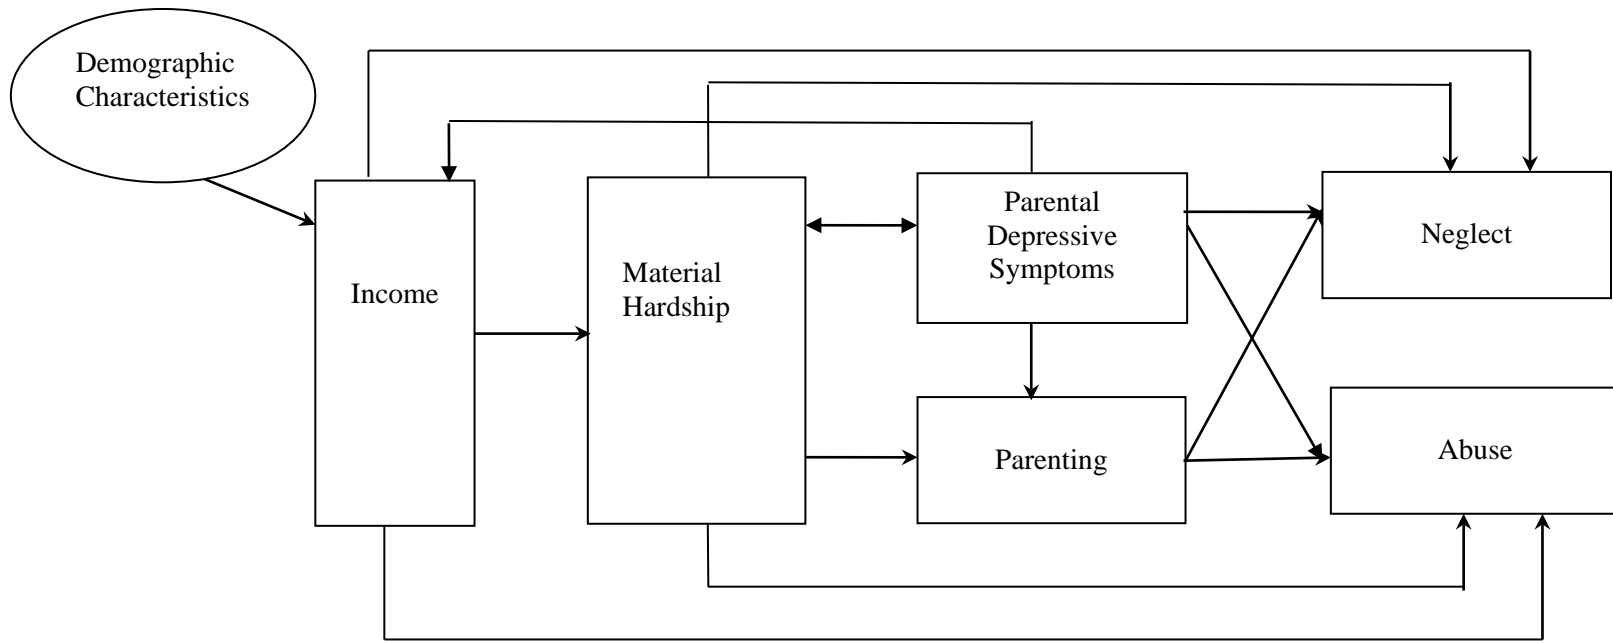 Demographic
Characteristics
Income
Material
Hardship
Parental
Depressive
Symptoms
Parenting
Neglect
Abuse